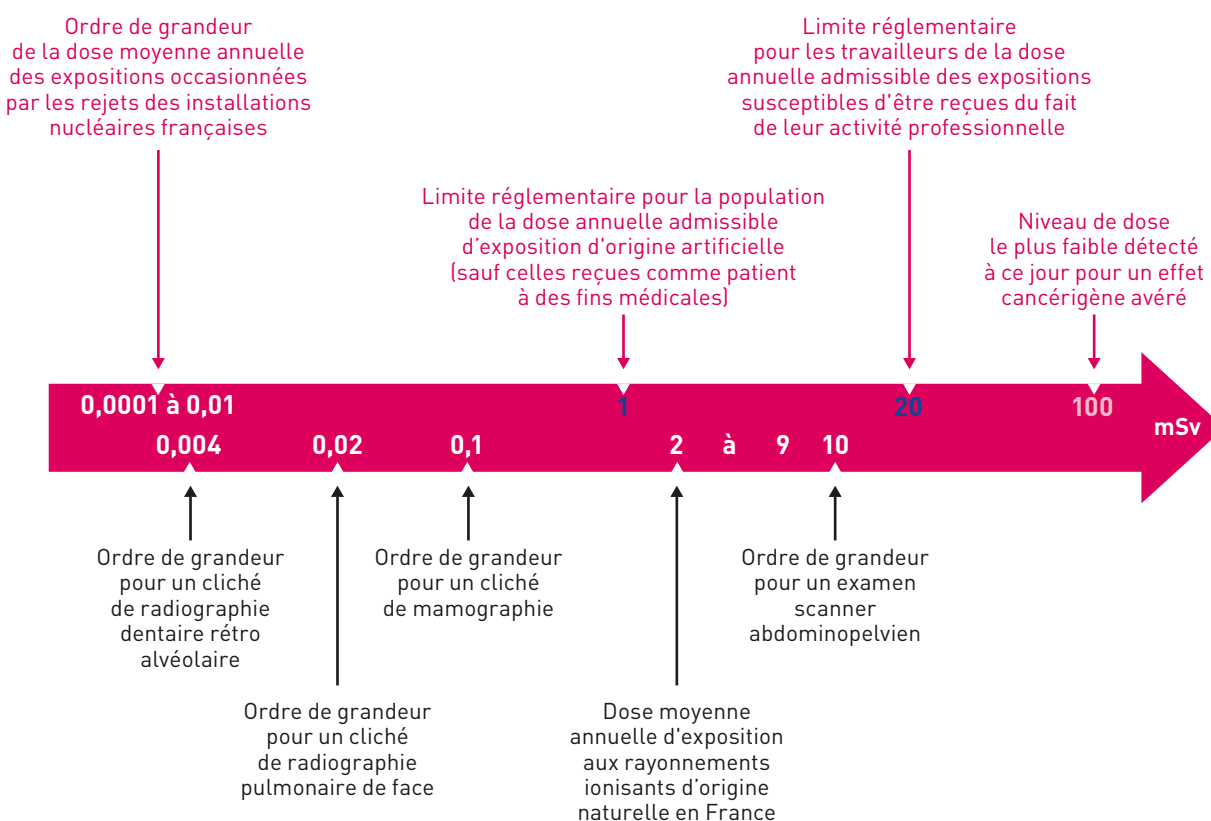 Ordre de grandeur
de la dose moyenne annuelle
des expositions occasionnées
par les rejets des installations
nucléaires françaises
Limite réglementaire
pour les travailleurs de la dose
annuelle admissible des expositions
susceptibles d'être reçues du fait
de leur activité professionnelle
Limite réglementaire pour la population
de la dose annuelle admissible
d’exposition d'origine artificielle
(sauf celles reçues comme patient
à des fins médicales)
Niveau de dose
le plus faible détecté
à ce jour pour un effet
cancérigène avéré
0,0001 à 0,01
1
20
100
mSv
0,004
0,02
0,1
2 à 9
10
Ordre de grandeur
pour un cliché
de radiographie
dentaire rétro
alvéolaire
Ordre de grandeur
pour un cliché
de radiographie
pulmonaire de face
Ordre de grandeur
pour un cliché
de mamographie
Dose moyenne
annuelle d'exposition
aux rayonnements
ionisants d’origine
naturelle en France
Ordre de grandeur
pour un examen
scanner
abdominopelvien